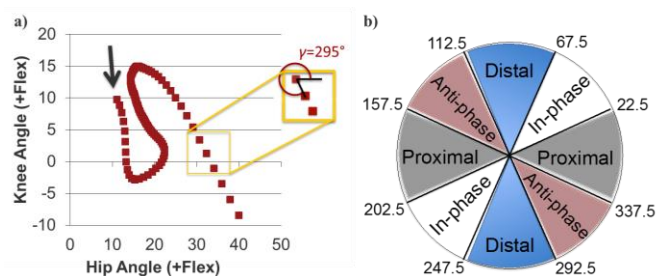 a)
γ=295°
Knee Angle (+Flex)
20
15
10
5
0
-5
-10
0
10
20
30
40
50
Hip Angle (+Flex)
b)
112.5
67.5
Distal
Anti-phase
In-phase
157.5
22.5
Proximal
Proximal
In-phase
Anti-phase
202.5
337.5
Distal
247.5
292.5